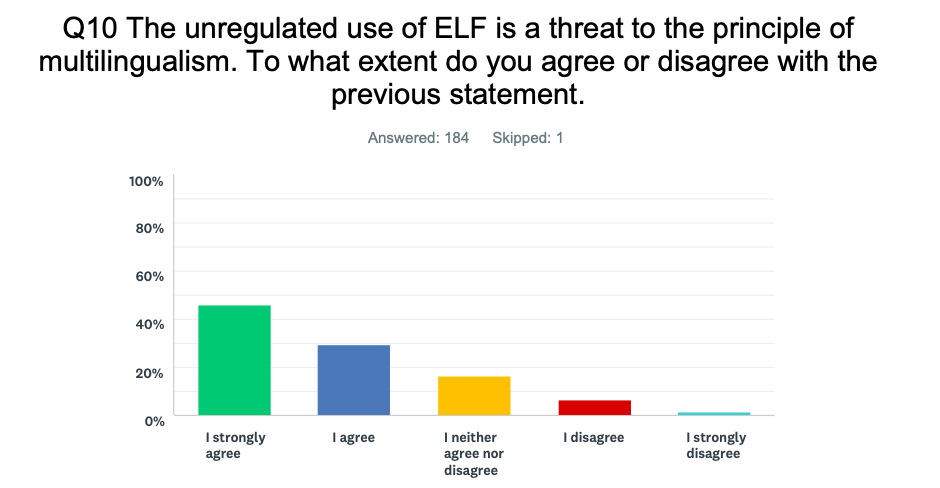 Q10 The unregulated use of ELF is a threat to the principle of
multilingualism. To what extent do you agree or disagree with the
previous statement.
Answered: 184 Skipped: 1
100%
80%
60%
40%
20%
0%
I strongly
agree
I agree
I neither
agree nor
disagree
I disagree
I strongly
disagree